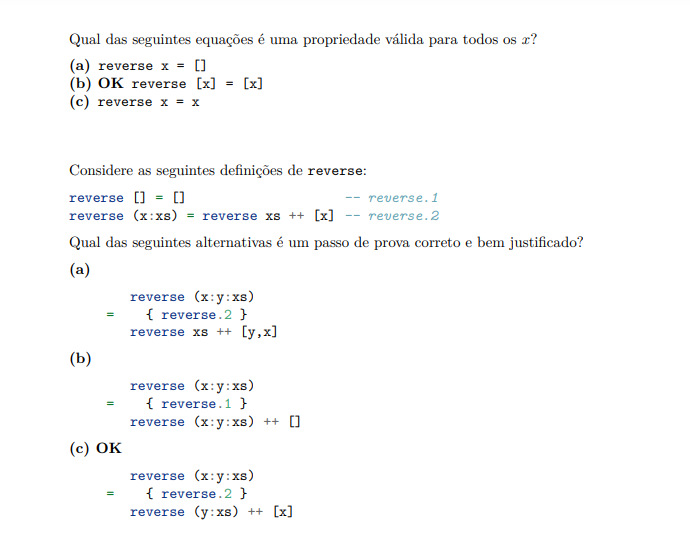 Qual das seguintes equações é uma propriedade válida para todos os x?
(a) reverse x = []
(b) OK reverse [x] = [x]
(c) reverse x = x
Considere as seguintes definições de reverse:
reverse [] = [] -- reverse.1
reverse (x:xs) = reverse xs ++ [x] -- reverse.2
Qual das seguintes alternativas é um passo de prova correto e bem justificado?
(a)
reverse (x:y:xs)
= { reverse.2 }
reverse xs ++ [y,x]
(b)
reverse (x:y:xs)
= { reverse.1 }
reverse (x:y:xs) ++ []
(c) OK
reverse (x:y:xs)
= { reverse.2 }
reverse (y:xs) ++ [x]